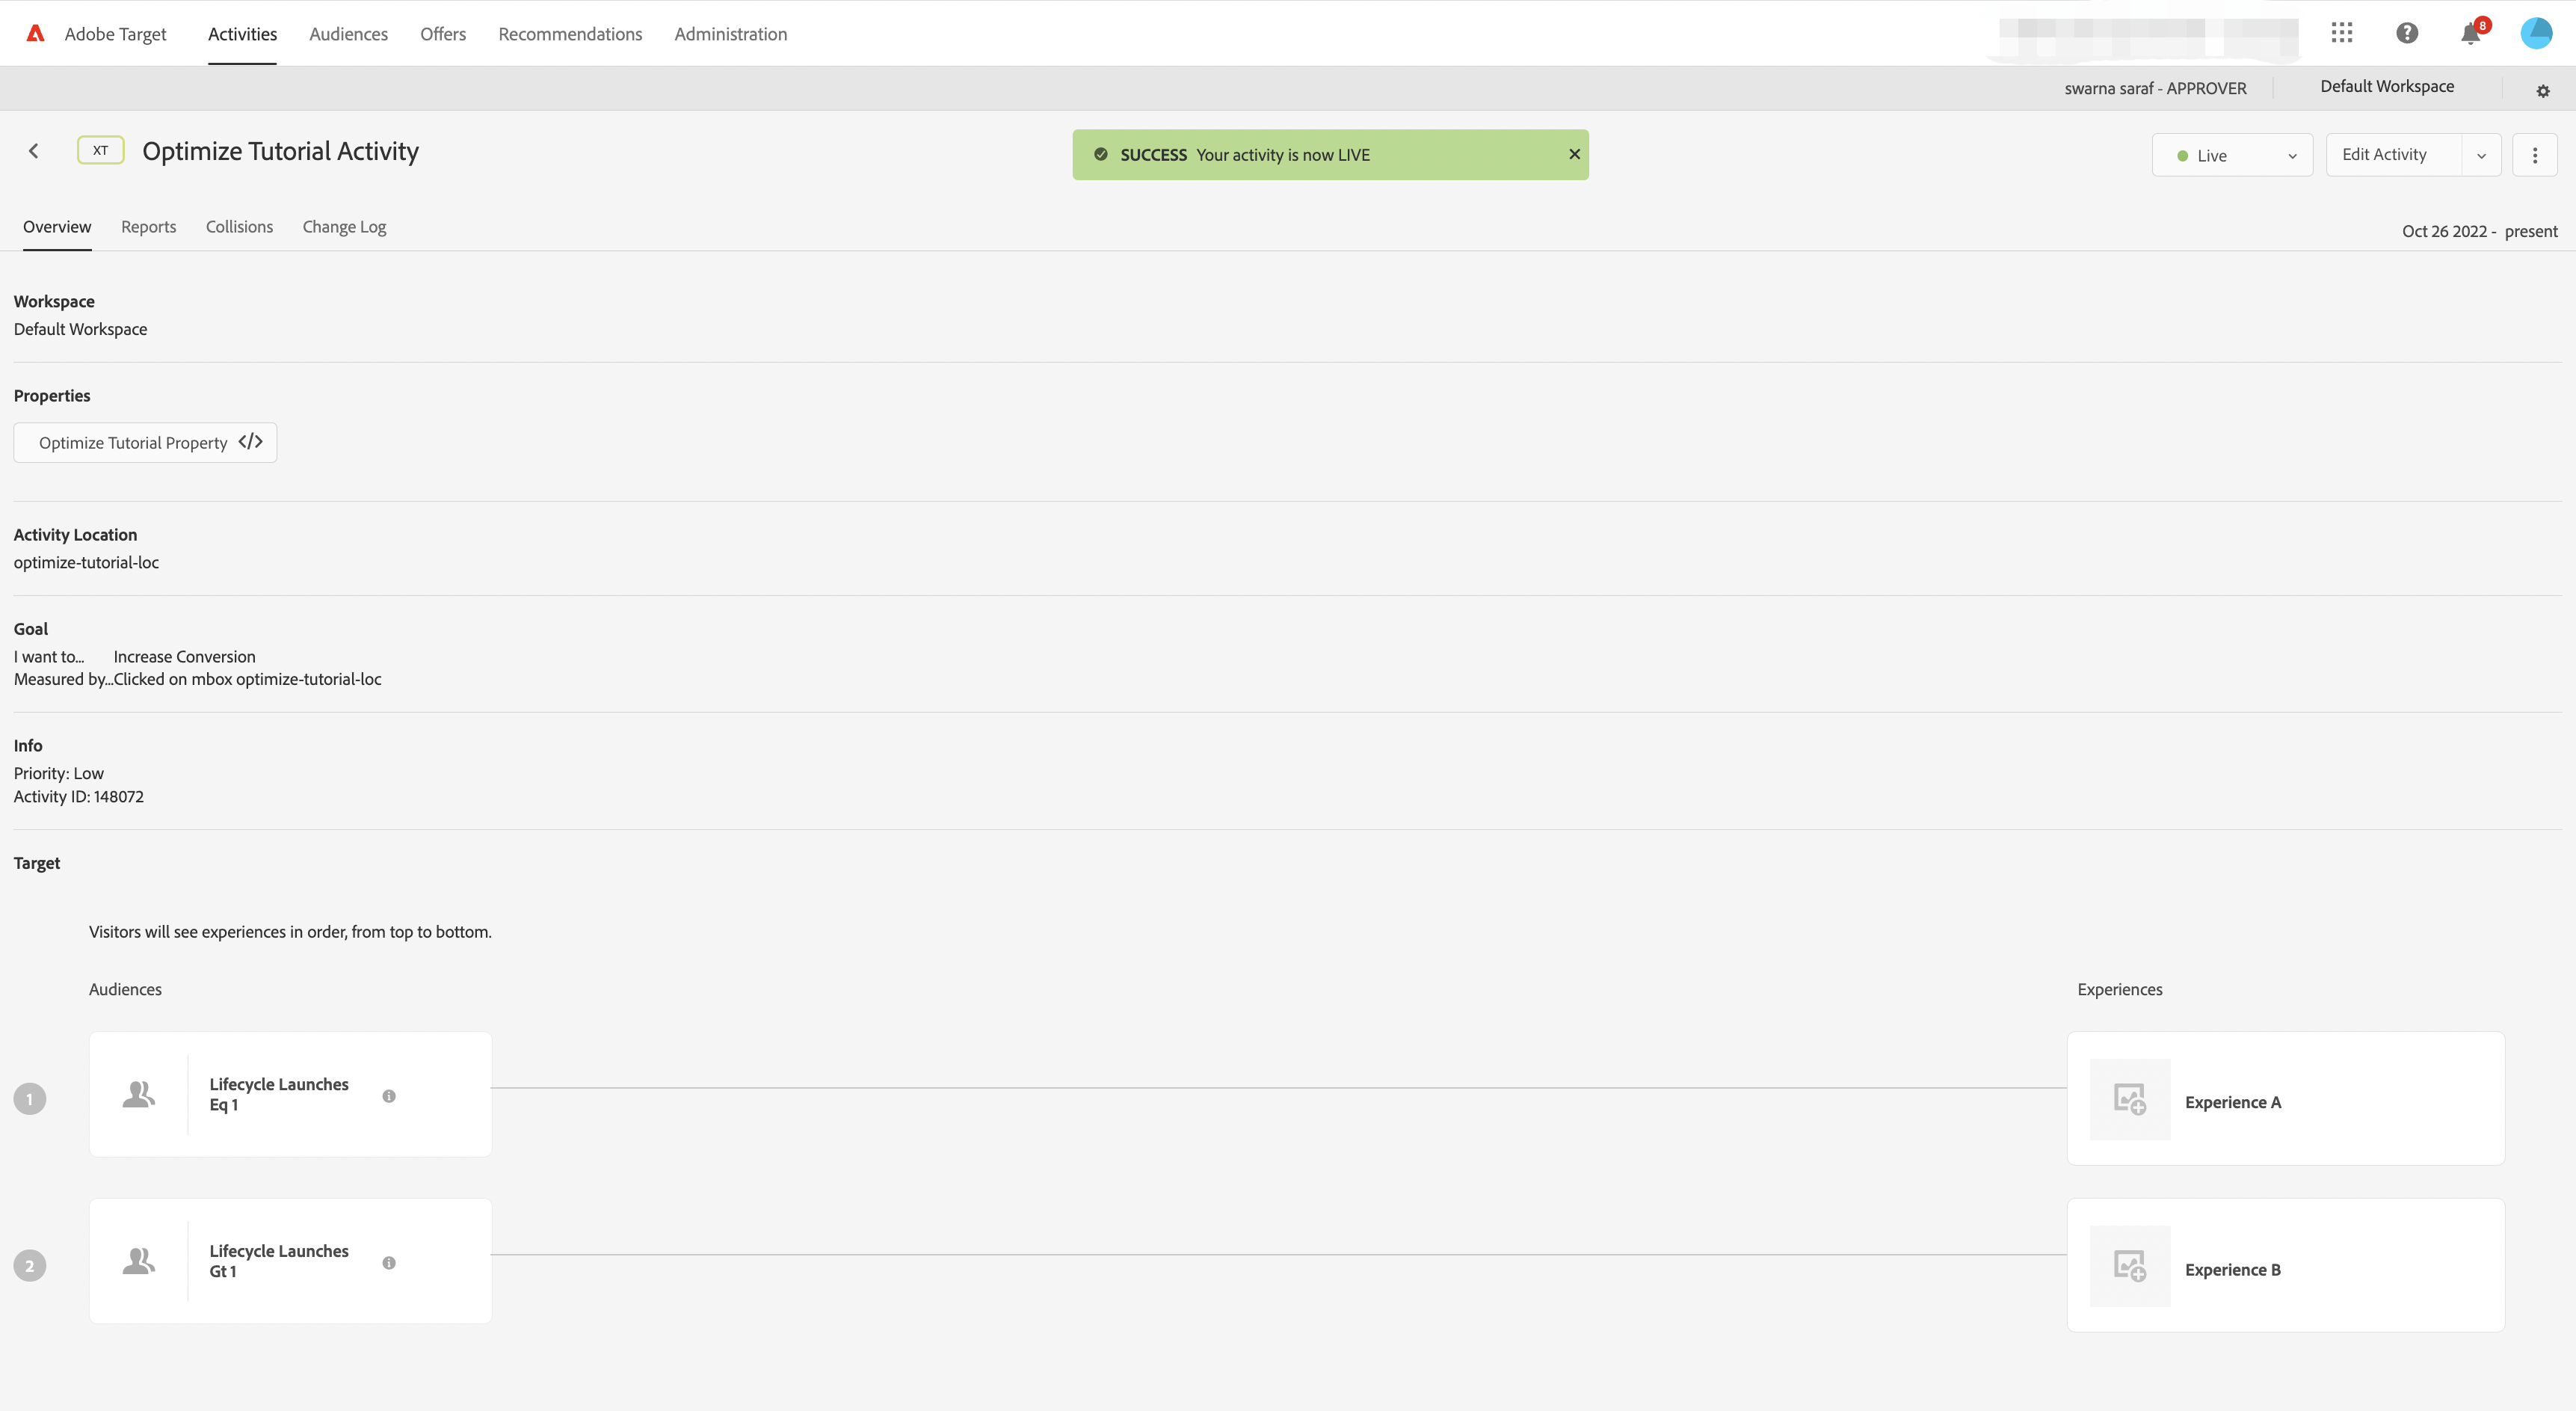 Adobe Target Activities Audiences Offers Recommendations Administration 8
swarna saraf - APPROVER Default Workspace
XT Optimize Tutorial Activity SUCCESS Your activity is now LIVE Live Edit Activity
Overview Reports Collisions Change Log Oct 26 2022 - present
Workspace
Default Workspace
Properties
Optimize Tutorial Property </>
Activity Location
optimize-tutorial-loc
Goal
I want to... Increase Conversion
Measured by...Clicked on mbox optimize-tutorial-loc
Info
Priority: Low
Activity ID: 148072
Target
Visitors will see experiences in order, from top to bottom.
Audiences Experiences
1 Lifecycle Launches
Eq 1
Experience A
2 Lifecycle Launches
Gt 1
Experience B